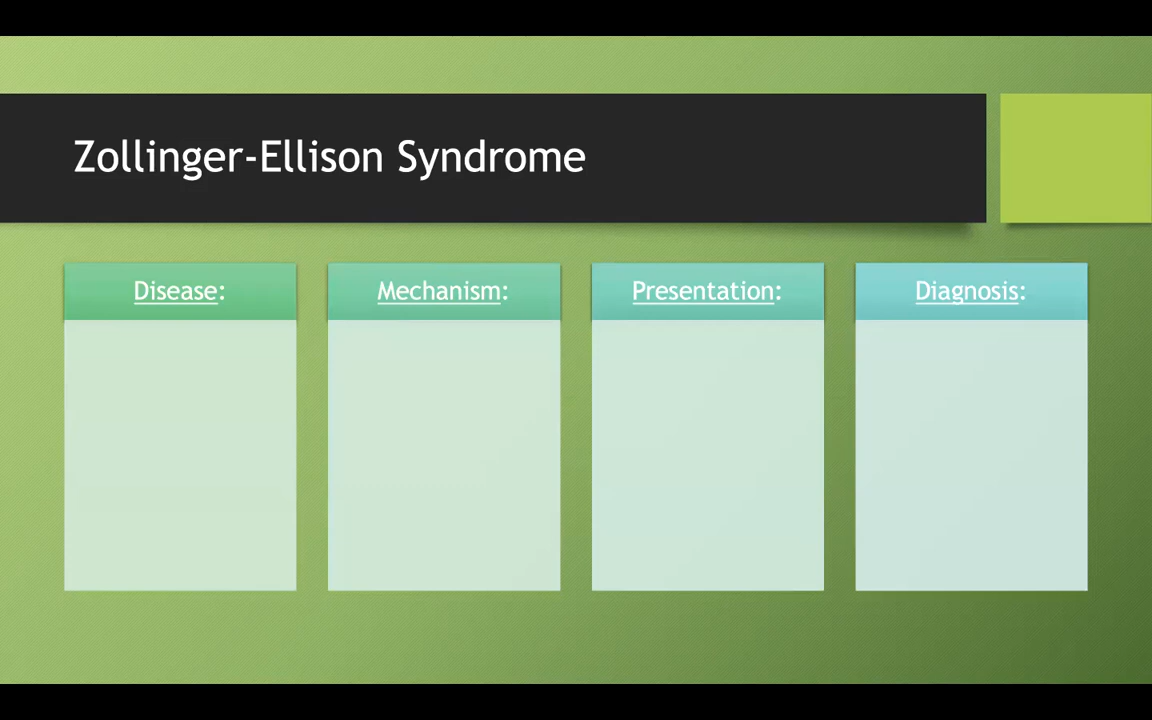 Zollinger-Ellison Syndrome
Disease:
Mechanism:
Presentation:
Diagnosis: